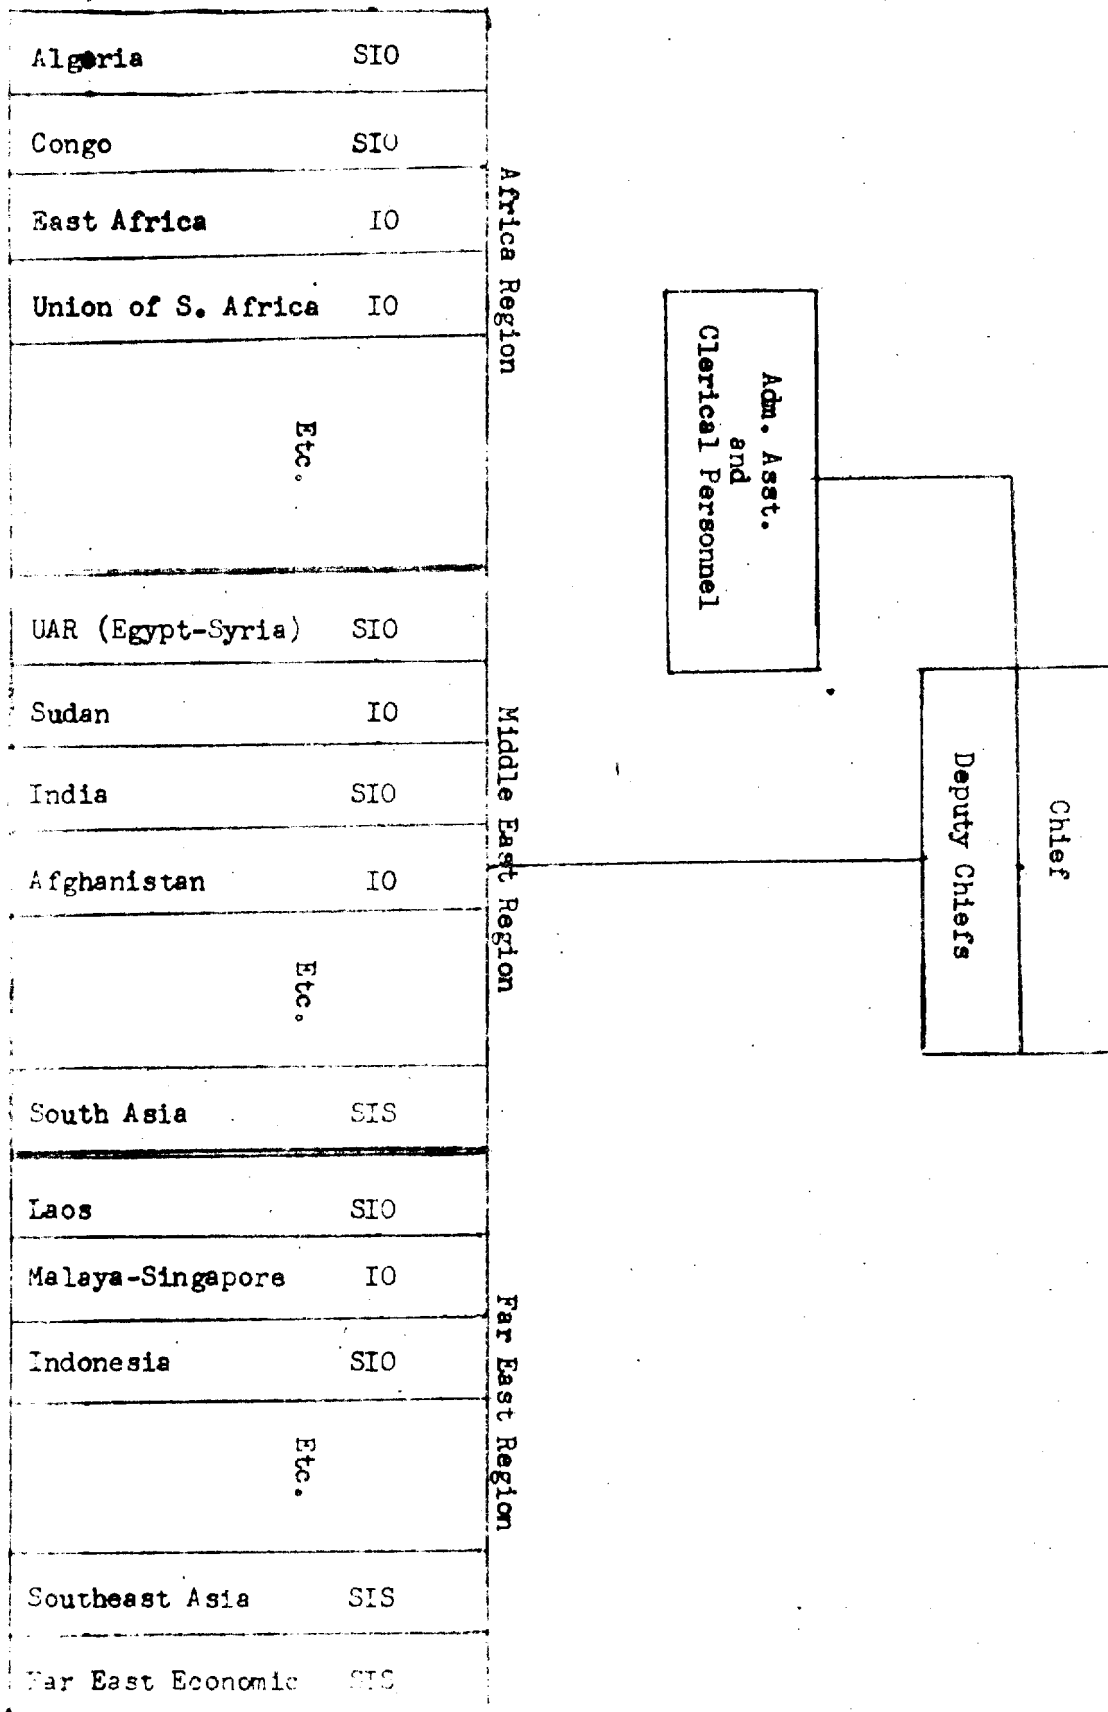 Chief
Deputy Chiefs
Adm. Asst.
and
Clerical Personnel
Africa Region
Algeria SIO
Congo SIO
East Africa IO
Union of S. Africa IO
Etc.
Middle East Region
UAR (Egypt-Syria) SIO
Sudan IO
India SIO
Afghanistan IO
Etc.
South Asia SIS
Far East Region
Laos SIO
Malaya-Singapore IO
Indonesia SIO
Etc.
Southeast Asia SIS
Far East Economic SIS